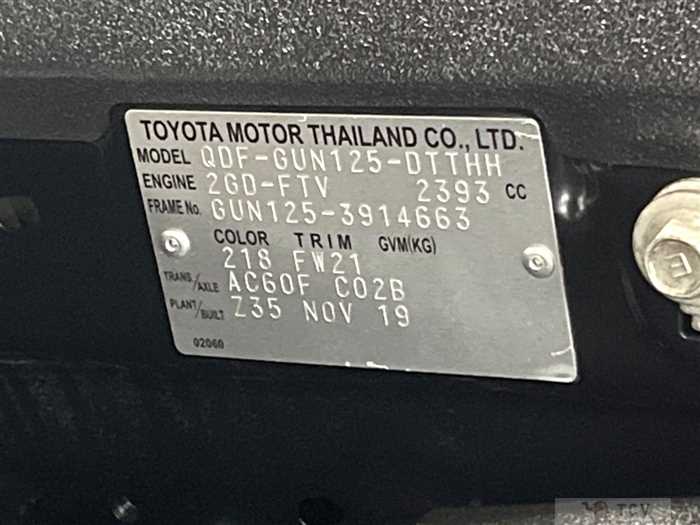 TOYOTA MOTOR THAILAND CO., LTD.
MODEL QDF-GUN125-DTTHH
ENGINE 2GD-FTV 2393 CC
FRAME No. GUN125-3914663
COLOR TRIM GVM(KG)
218 FW21
TRANS/AXLE AC60F C02B
PLANT/BUILT Z35 NOV 19
02060
E
TCV